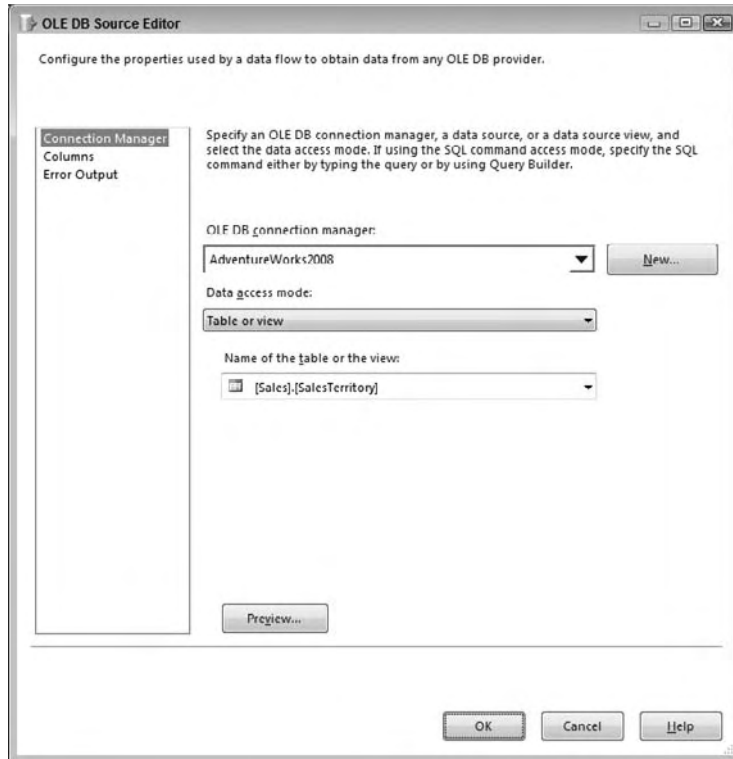 OLE DB Source Editor
Configure the properties used by a data flow to obtain data from any OLE DB provider.
Connection Manager
Columns
Error Output
Specify an OLE DB connection manager, a data source, or a data source view, and
select the data access mode. If using the SQL command access mode, specify the SQL
command either by typing the query or by using Query Builder.
OLE DB connection manager:
AdventureWorks2008
New...
Data access mode:
Table or view
Name of the table or the view:
[Sales].[SalesTerritory]
Preview...
OK
Cancel
Help